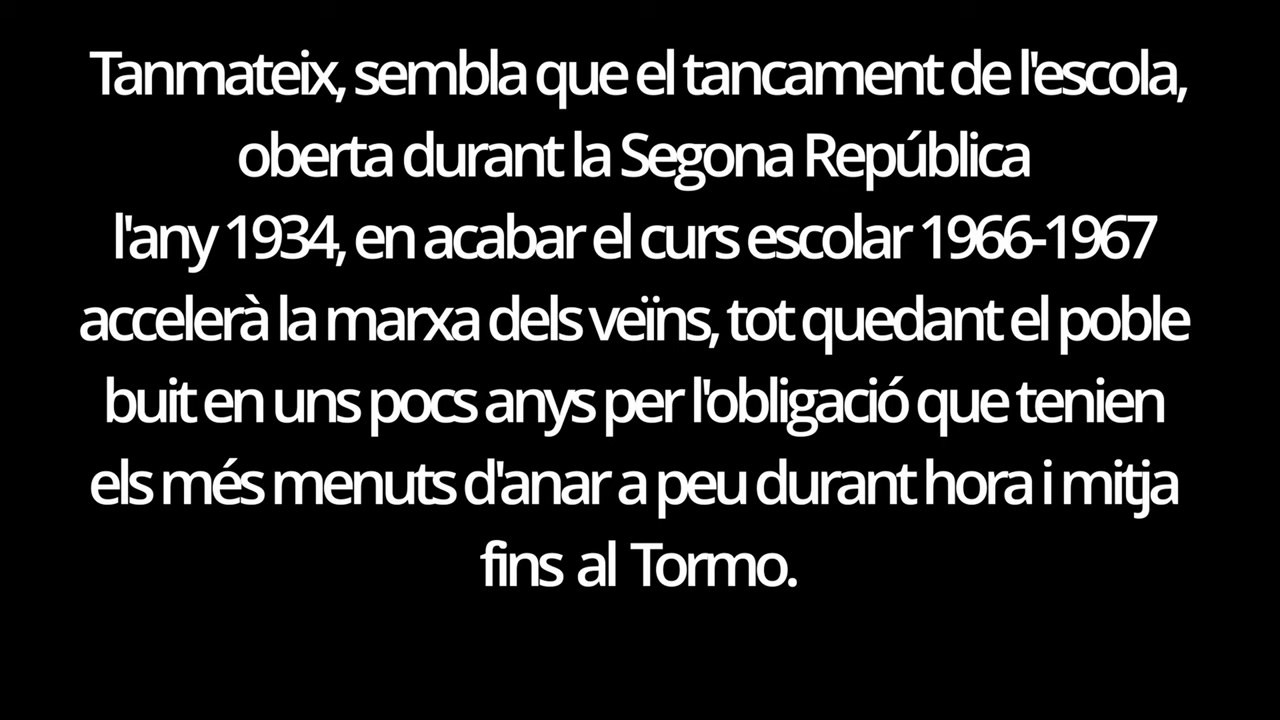 Tanmateix, sembla que el tancament de l'escola,
oberta durant la Segona República
l'any 1934, en acabar el curs escolar 1966-1967
accelerà la marxa dels veïns, tot quedant el poble
buit en uns pocs anys per l'obligació que tenien
els més menuts d'anar a peu durant hora i mitja
fins al Tormo.